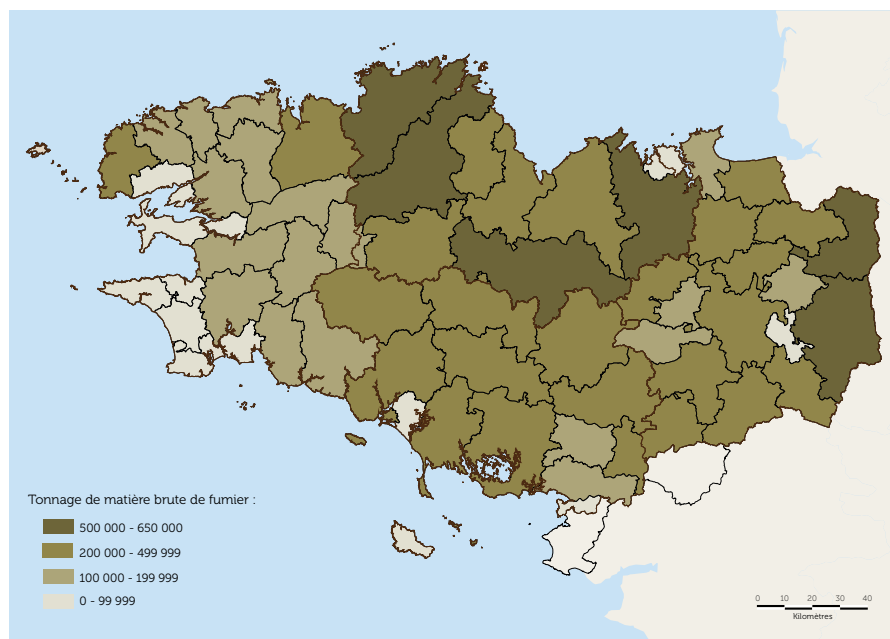 Tonnage de matière brute de fumier :
500 000 - 650 000
200 000 - 499 999
100 000 - 199 999
0 - 99 999
0 10 20 30 40
Kilomètres